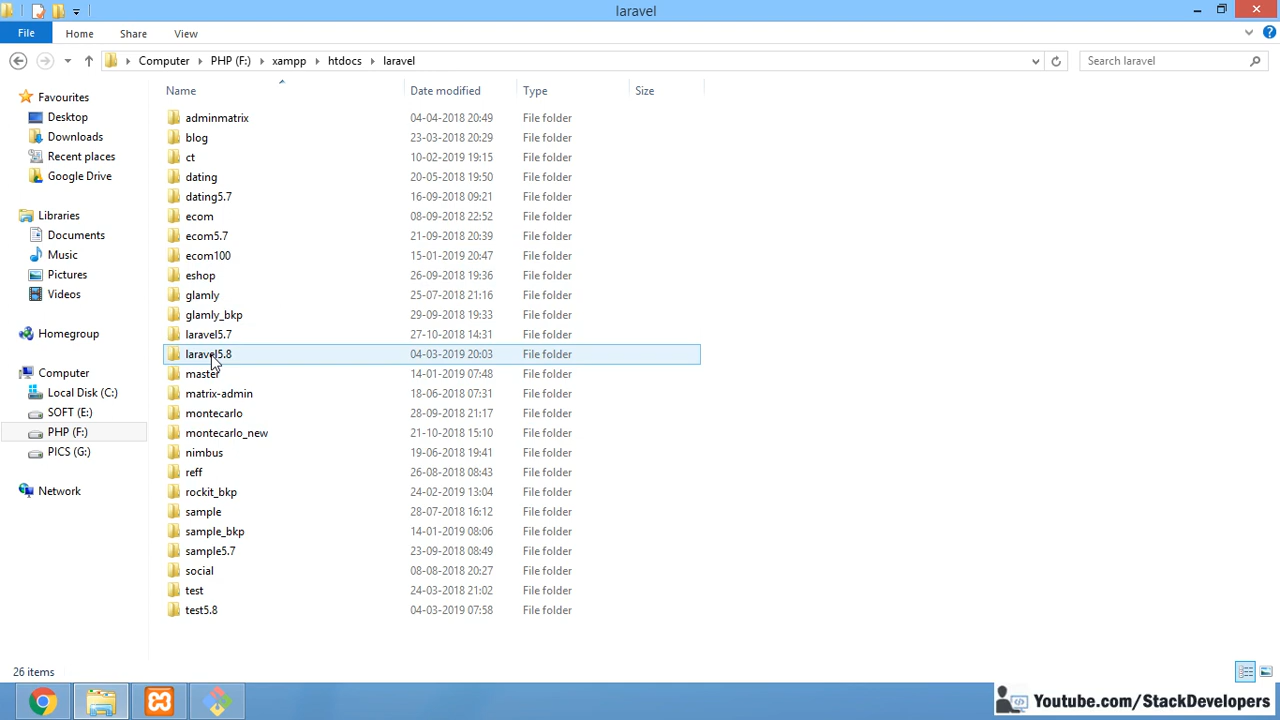 laravel
File Home Share View
Computer PHP (F:) xampp htdocs laravel
Search laravel
Name Date modified Type Size
Favourites
Desktop
Downloads
Recent places
Google Drive
Libraries
Documents
Music
Pictures
Videos
Homegroup
Computer
Local Disk (C:)
SOFT (E:)
PHP (F:)
PICS (G:)
Network
adminmatrix 04-04-2018 20:49 File folder
blog 23-03-2018 20:29 File folder
ct 10-02-2019 19:15 File folder
dating 20-05-2018 19:50 File folder
dating5.7 16-09-2018 09:21 File folder
ecom 08-09-2018 22:52 File folder
ecom5.7 21-09-2018 20:39 File folder
ecom100 15-01-2019 20:47 File folder
eshop 26-09-2018 19:36 File folder
glamly 25-07-2018 21:16 File folder
glamly_bkp 29-09-2018 19:33 File folder
laravel5.7 27-10-2018 14:31 File folder
laravel5.8 04-03-2019 20:03 File folder
master 14-01-2019 07:48 File folder
matrix-admin 18-06-2018 07:31 File folder
montecarlo 28-09-2018 21:17 File folder
montecarlo_new 21-10-2018 15:10 File folder
nimbus 19-06-2018 19:41 File folder
reff 26-08-2018 08:43 File folder
rockit_bkp 24-02-2019 13:04 File folder
sample 28-07-2018 16:12 File folder
sample_bkp 14-01-2019 08:06 File folder
sample5.7 23-09-2018 08:49 File folder
social 08-08-2018 20:27 File folder
test 24-03-2018 21:02 File folder
test5.8 04-03-2019 07:58 File folder
26 items
Youtube.com/StackDevelopers